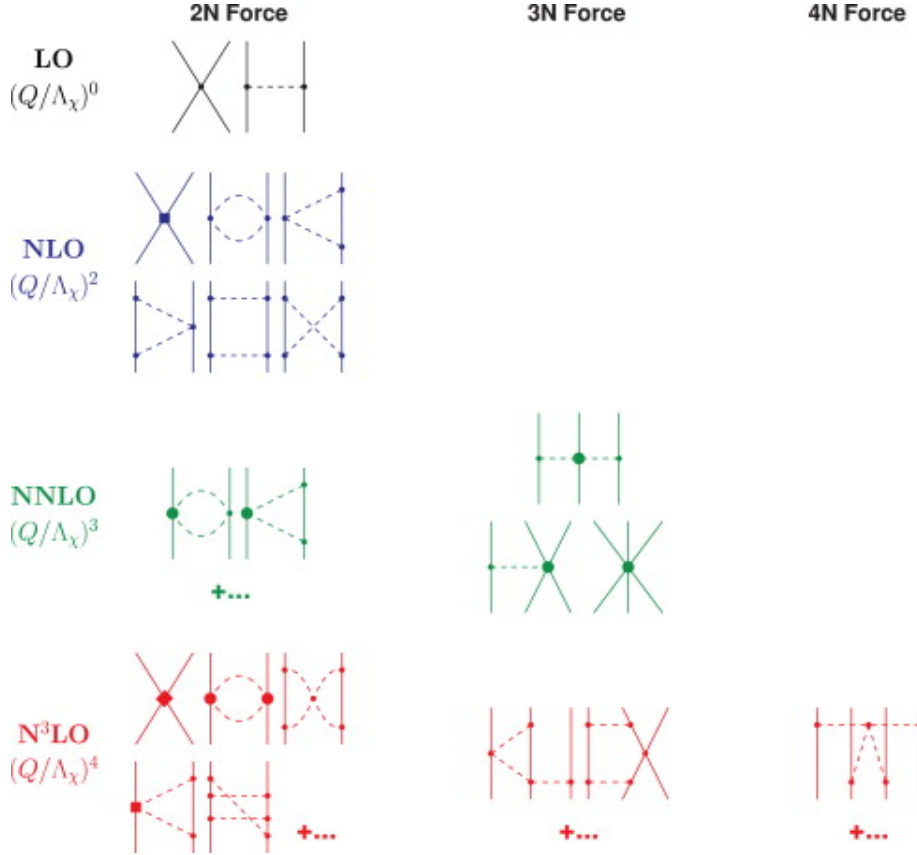 2N Force 3N Force 4N Force
LO
(Q/Λχ)⁰
NLO
(Q/Λχ)²
NNLO
(Q/Λχ)³
+...
N³LO
(Q/Λχ)⁴
+... +... +...